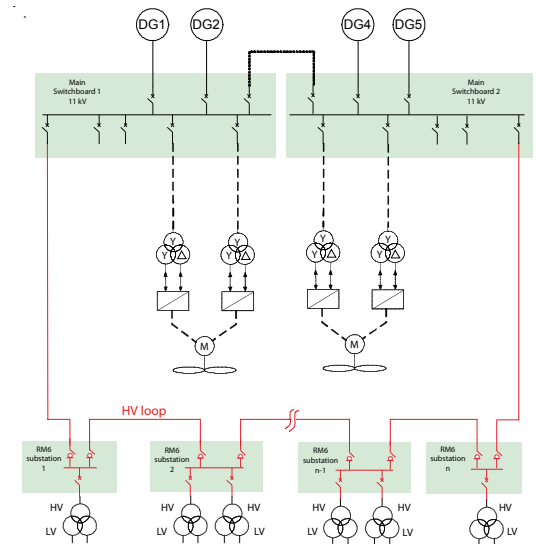 DG1
DG2
DG4
DG5
Main
Switchboard 1
11 kV
Main
Switchboard 2
11 kV
Y
Y
Y
Y
Y
Y
Y
Y
M
M
HV loop
RM6
substation
1
RM6
substation
2
RM6
substation
n-1
RM6
substation
n
HV
HV
HV
HV
HV
HV
LV
LV
LV
LV
LV
LV